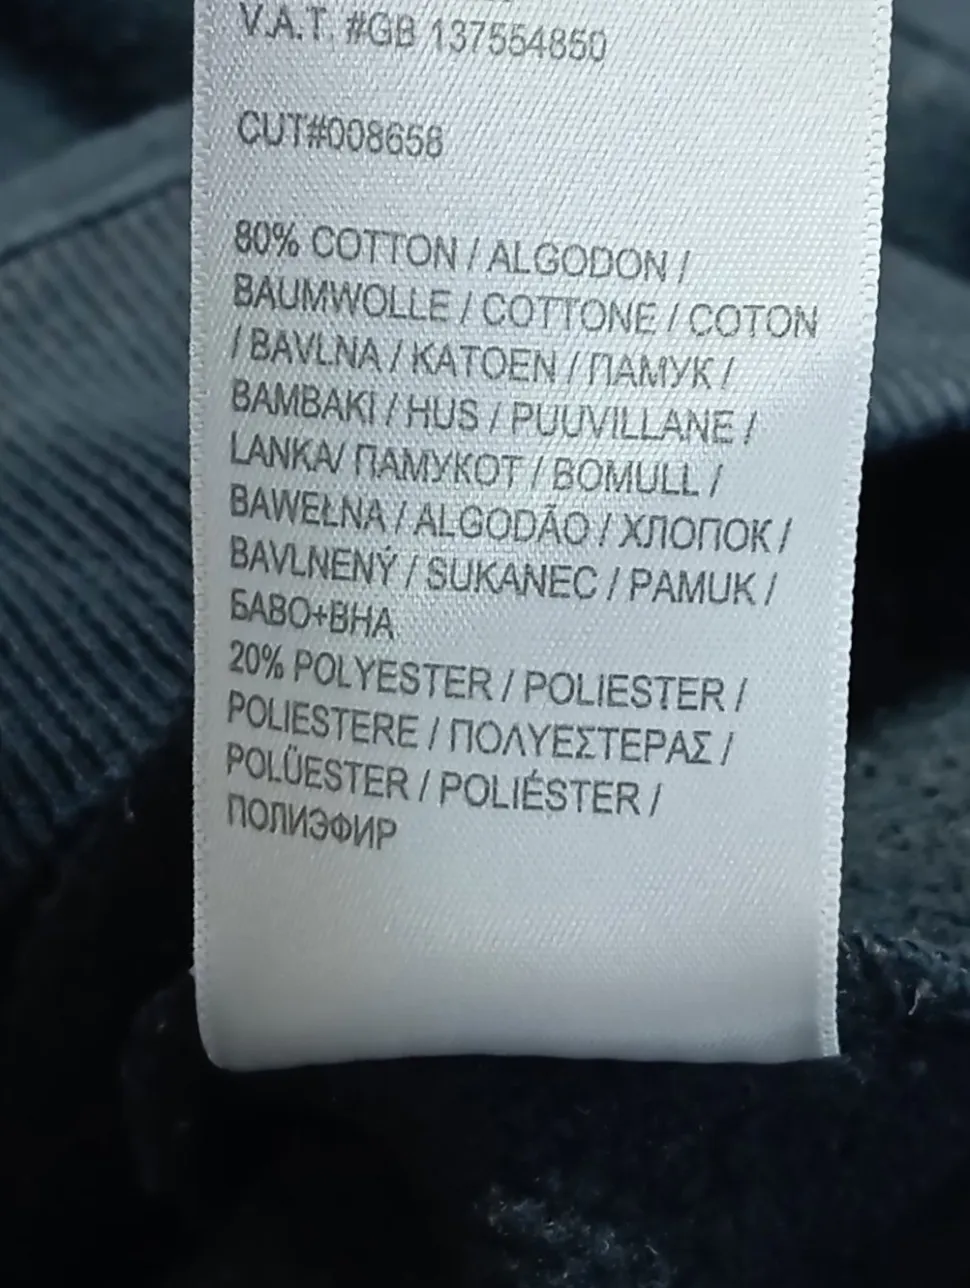 V.A.T. #GB 137554850
CUT#008658
80% COTTON / ALGODON /
BAUMWOLLE / COTTONE / COTON
/ BAVLNA / KATOEN / ПАМУК /
BAMBAKI / HUS / PUUVILLANE /
LANKA/ ПАМУКОТ / BOMULL /
BAWEŁNA / ALGODÃO / ХЛОПОК /
BAVLNENÝ / SUKANEC / PAMUK /
БАВО+ВНА
20% POLYESTER / POLIESTER /
POLIESTERE / ΠΟΛΥΕΣΤΕΡΑΣ /
POLÜESTER / POLIÉSTER /
ПОЛИЭФИР